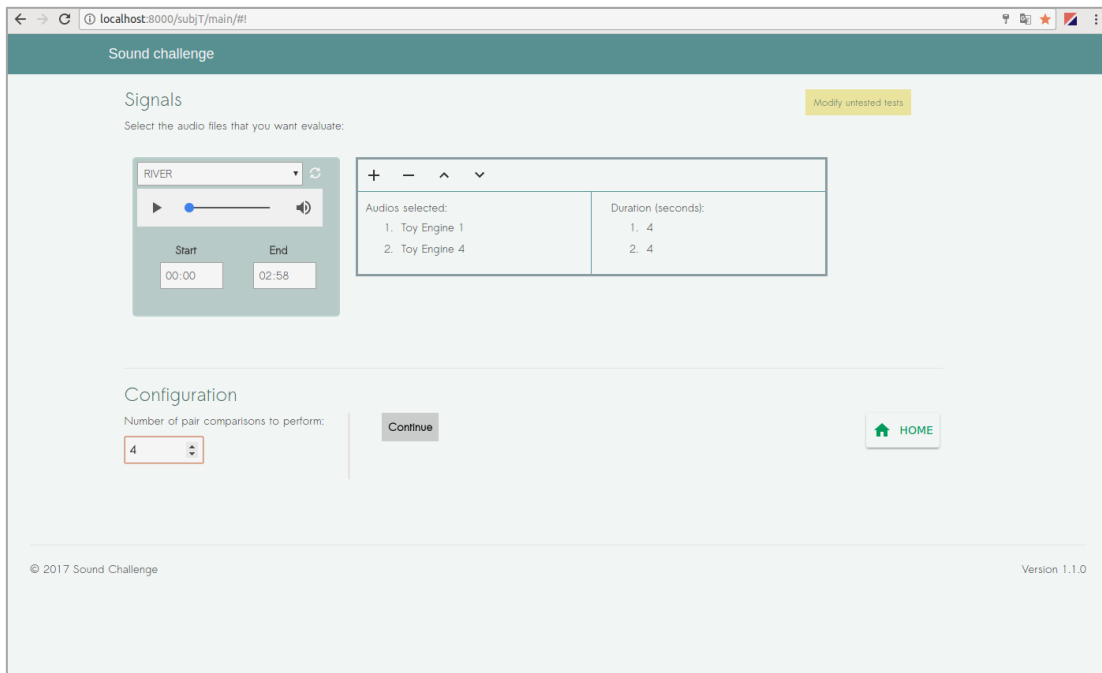 localhost:8000/subjT/main/#!
Sound challenge
Signals
Modify untested tests
Select the audio files that you want evaluate:
RIVER
Audios selected:
1. Toy Engine 1
2. Toy Engine 4
Duration (seconds):
1. 4
2. 4
Start End
00:00 02:58
Configuration
Number of pair comparisons to perform:
4
Continue
HOME
© 2017 Sound Challenge
Version 1.1.0